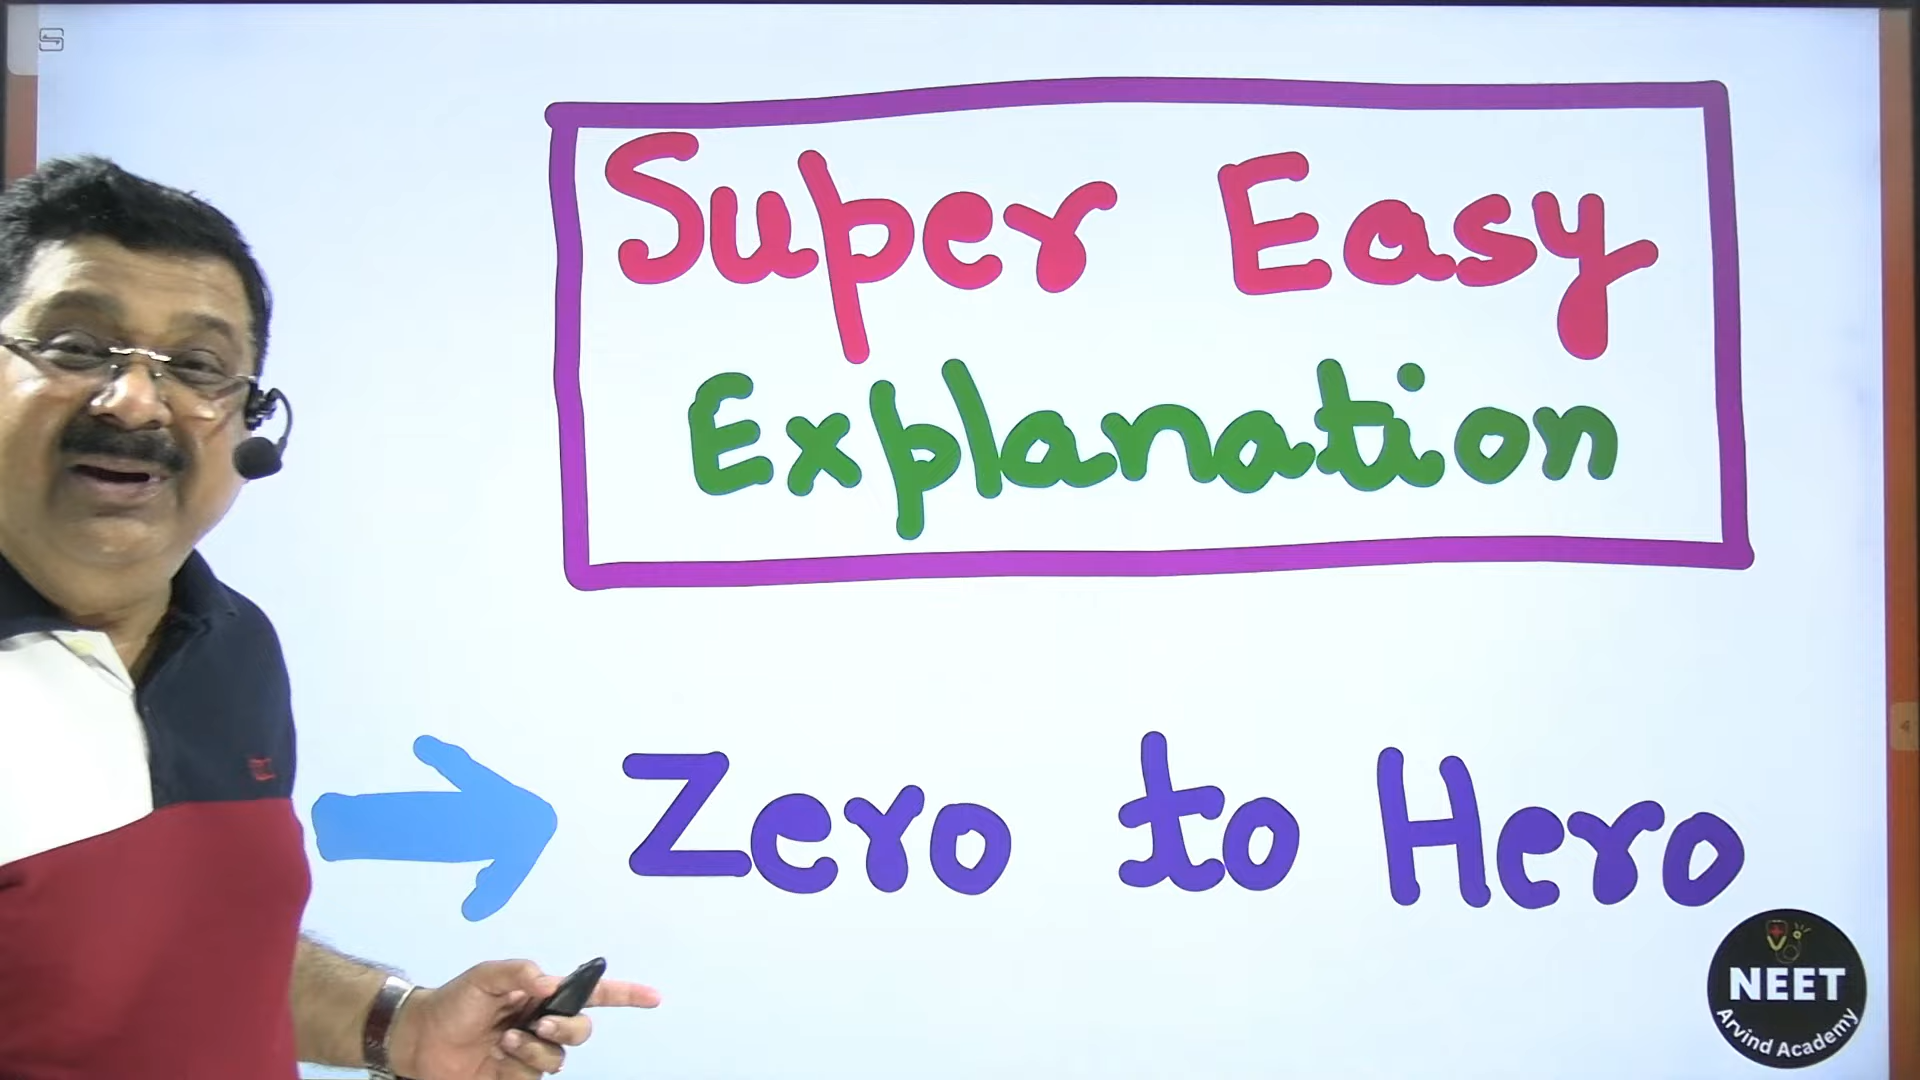 Super Easy
Explanation
Zero to Hero
NEET
Arvind Academy